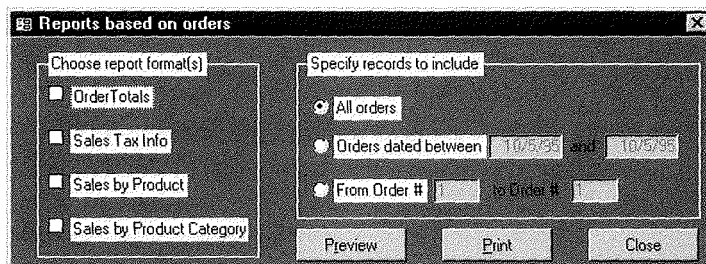 Reports based on orders
Choose report format(s)
OrderTotals
Sales Tax Info
Sales by Product
Sales by Product Category
Specify records to include
All orders
Orders dated between 10/5/95 and 10/5/95
From Order # 1 to Order # 1
Preview Print Close